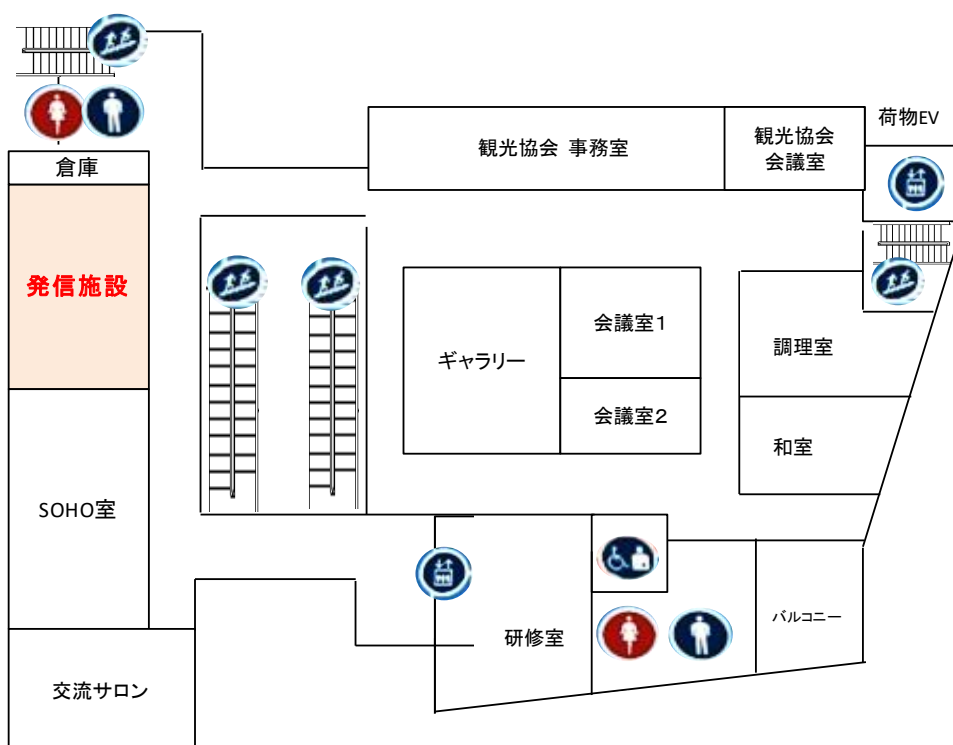 荷物EV
観光協会 事務室
観光協会
会議室
倉庫
発信施設
会議室１
ギャラリー
調理室
会議室２
和室
SOHO室
バルコニー
研修室
交流サロン